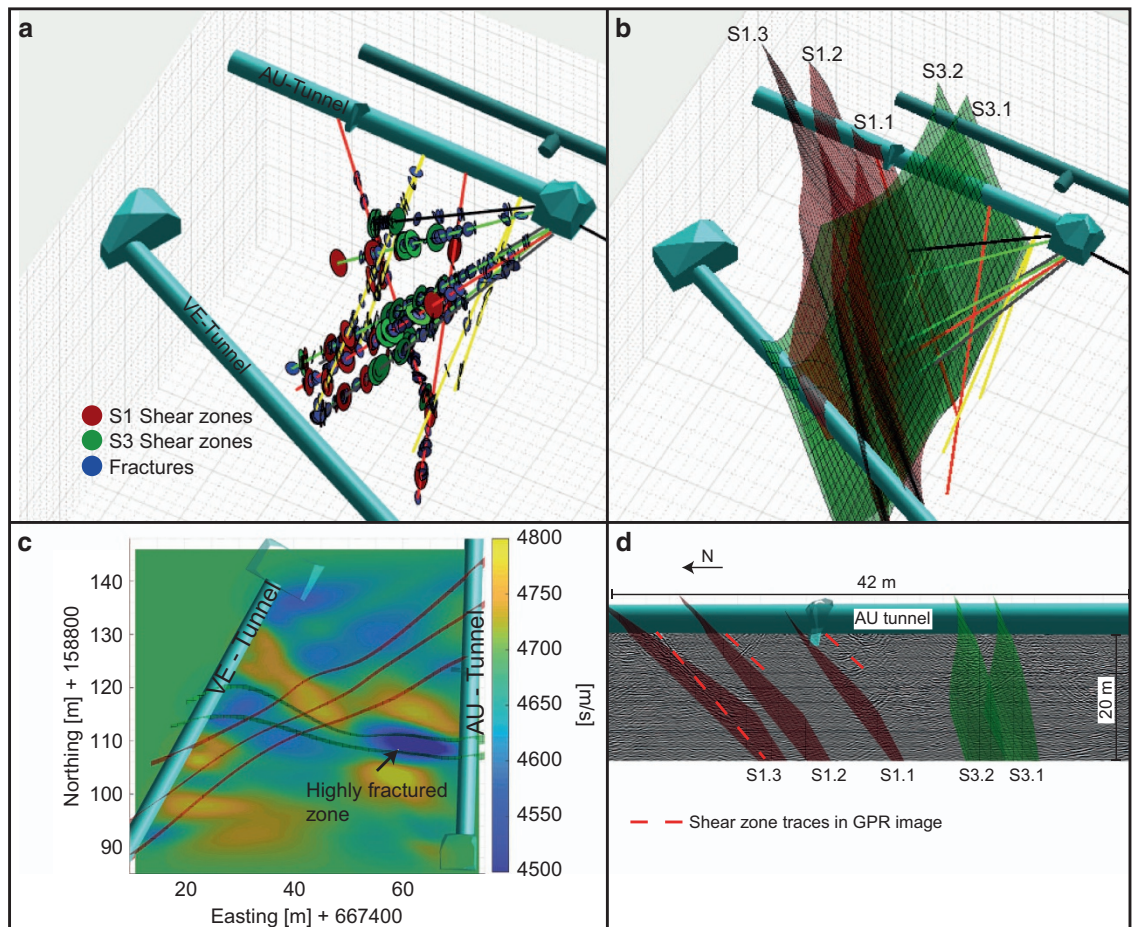 a
AU-Tunnel
VE-Tunnel
S1 Shear zones
S3 Shear zones
Fractures
b
S1.3
S1.2
S1.1
S3.2
S3.1
c
Northing [m] + 158800
140
130
120
110
100
90
20
40
60
Easting [m] + 667400
VE - Tunnel
AU - Tunnel
Highly fractured
zone
4800
4750
4700
4650
4600
4550
4500
[m/s]
d
N
42 m
AU tunnel
20 m
S1.3
S1.2
S1.1
S3.2
S3.1
Shear zone traces in GPR image